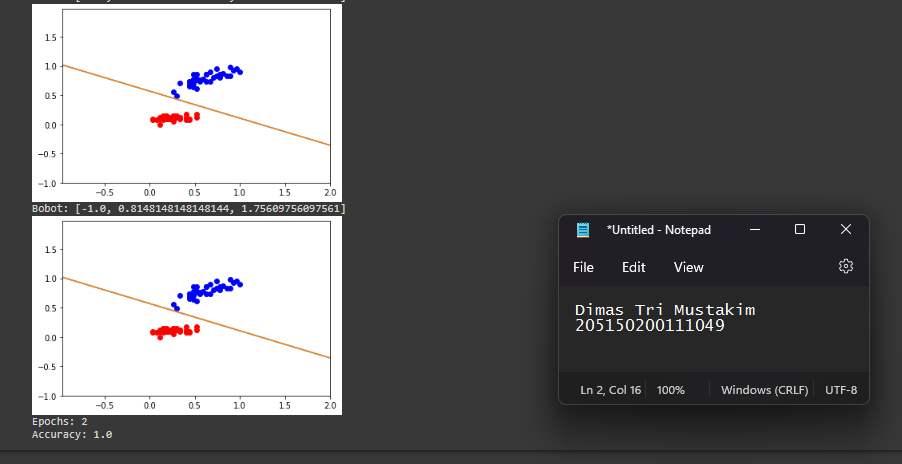 1.5
1.0
0.5
0.0
−0.5
−1.0
−0.5 0.0 0.5 1.0 1.5 2.0
Bobot: [-1.0, 0.8148148148148144, 1.75609756097561]
1.5
1.0
0.5
0.0
−0.5
−1.0
−0.5 0.0 0.5 1.0 1.5 2.0
Epochs: 2
Accuracy: 1.0
*Untitled - Notepad
File Edit View
Dimas Tri Mustakim
205150200111049
Ln 2, Col 16 100% Windows (CRLF) UTF-8